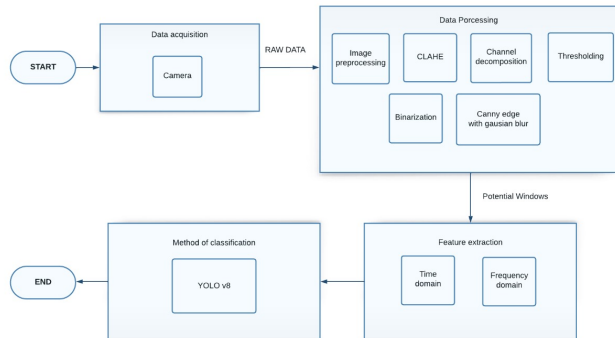 Data acquisition
Data Porcessing
START
Camera
RAW DATA
Image
preprocessing
CLAHE
Channel
decomposition
Thresholding
Binarization
Canny edge
with gausian blur
Potential Windows
Feature extraction
Time
domain
Frequency
domain
Method of classification
YOLO v8
END